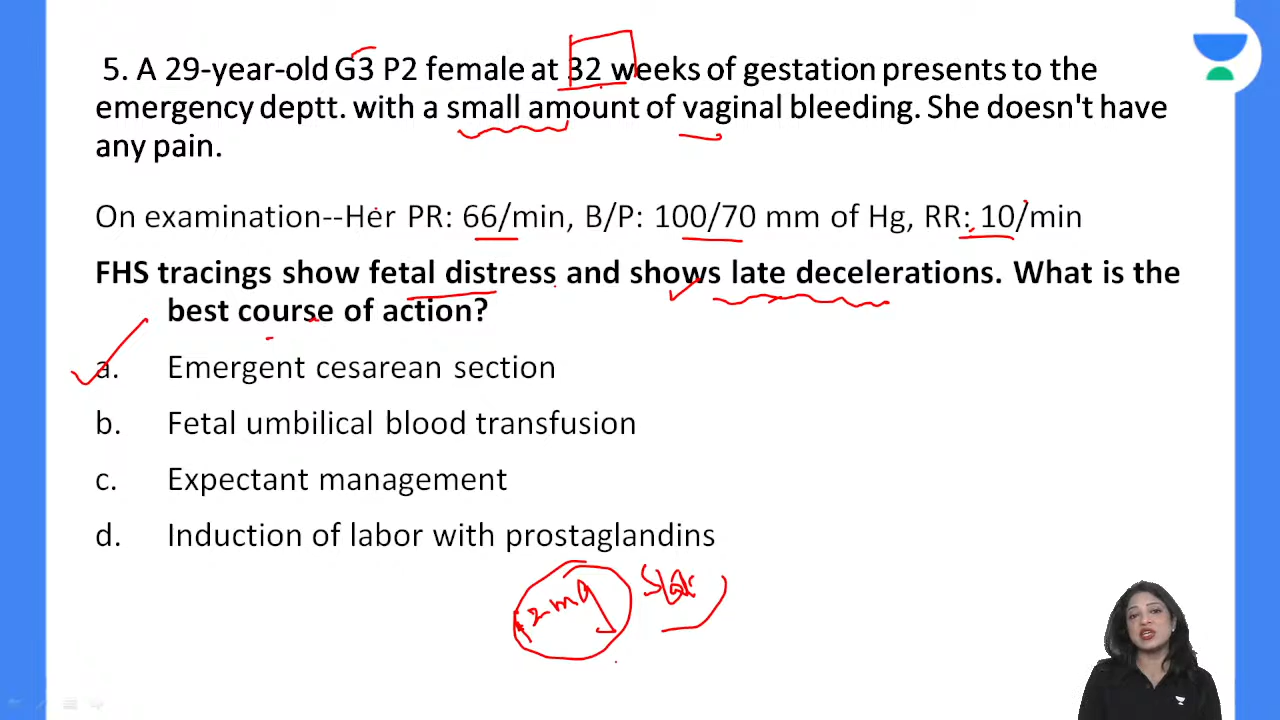 5. A 29-year-old G3 P2 female at 32 weeks of gestation presents to the
emergency deptt. with a small amount of vaginal bleeding. She doesn't have
any pain.
On examination--Her PR: 66/min, B/P: 100/70 mm of Hg, RR: 10/min
FHS tracings show fetal distress and shows late decelerations. What is the
best course of action?
a. Emergent cesarean section
b. Fetal umbilical blood transfusion
c. Expectant management
d. Induction of labor with prostaglandins